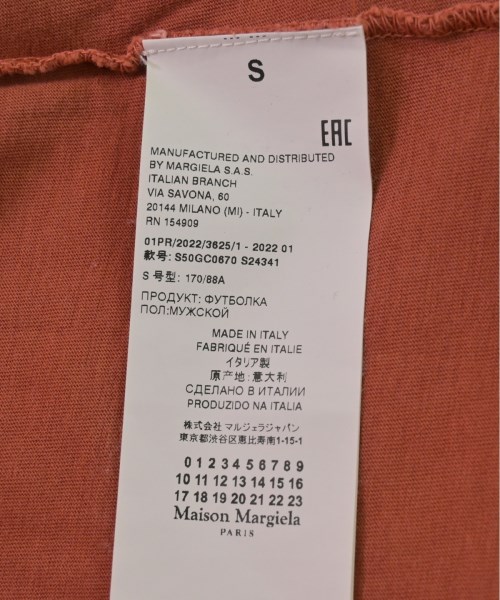 S
EAC
MANUFACTURED AND DISTRIBUTED
BY MARGIELA S.A.S.
ITALIAN BRANCH
VIA SAVONA, 60
20144 MILANO (MI) - ITALY
RN 154909
01PR/2022/3625/1 - 2022 01
款号: S50GC0670 S24341
S 号型: 170/88A
ПРОДУКТ: ФУТБОЛКА
ПОЛ:МУЖСКОЙ
MADE IN ITALY
FABRIQUÉ EN ITALIE
イタリア製
原产地:意大利
СДЕЛАНО В ИТАЛИИ
PRODUZIDO NA ITALIA
株式会社 マルジェラジャパン
東京都渋谷区恵比寿南1-15-1
0 1 2 3 4 5 6 7 8 9
10 11 12 13 14 15 16
17 18 19 20 21 22 23
Maison Margiela
PARIS